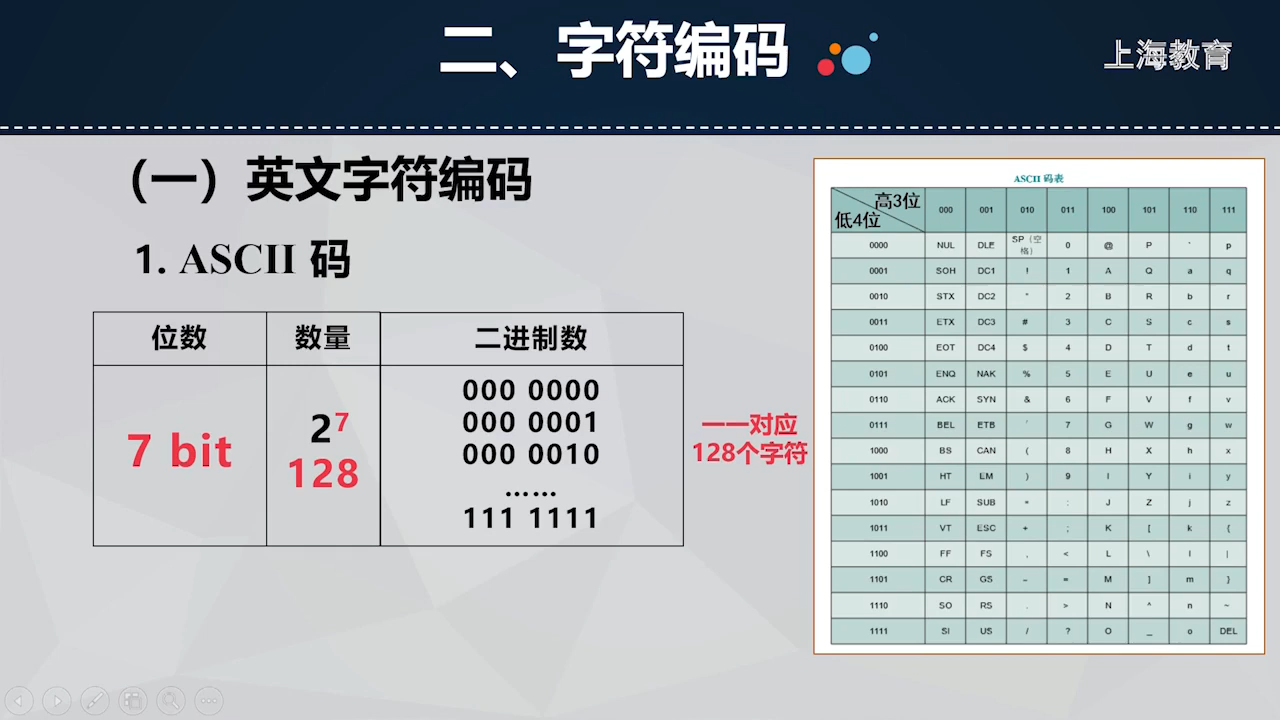 二、字符编码
上海教育
（一）英文字符编码
1. ASCII 码
位数 数量 二进制数
7 bit
2⁷
128
000 0000
000 0001
000 0010
……
111 1111
一一对应
128个字符
ASCII 码表
高3位
低4位 000 001 010 011 100 101 110 111
0000 NUL DLE SP（空格） 0 @ P ` p
0001 SOH DC1 ! 1 A Q a q
0010 STX DC2 " 2 B R b r
0011 ETX DC3 # 3 C S c s
0100 EOT DC4 $ 4 D T d t
0101 ENQ NAK % 5 E U e u
0110 ACK SYN & 6 F V f v
0111 BEL ETB ' 7 G W g w
1000 BS CAN ( 8 H X h x
1001 HT EM ) 9 I Y i y
1010 LF SUB * : J Z j z
1011 VT ESC + ; K [ k {
1100 FF FS , < L \ l |
1101 CR GS - = M ] m }
1110 SO RS . > N ^ n ~
1111 SI US / ? O _ o DEL